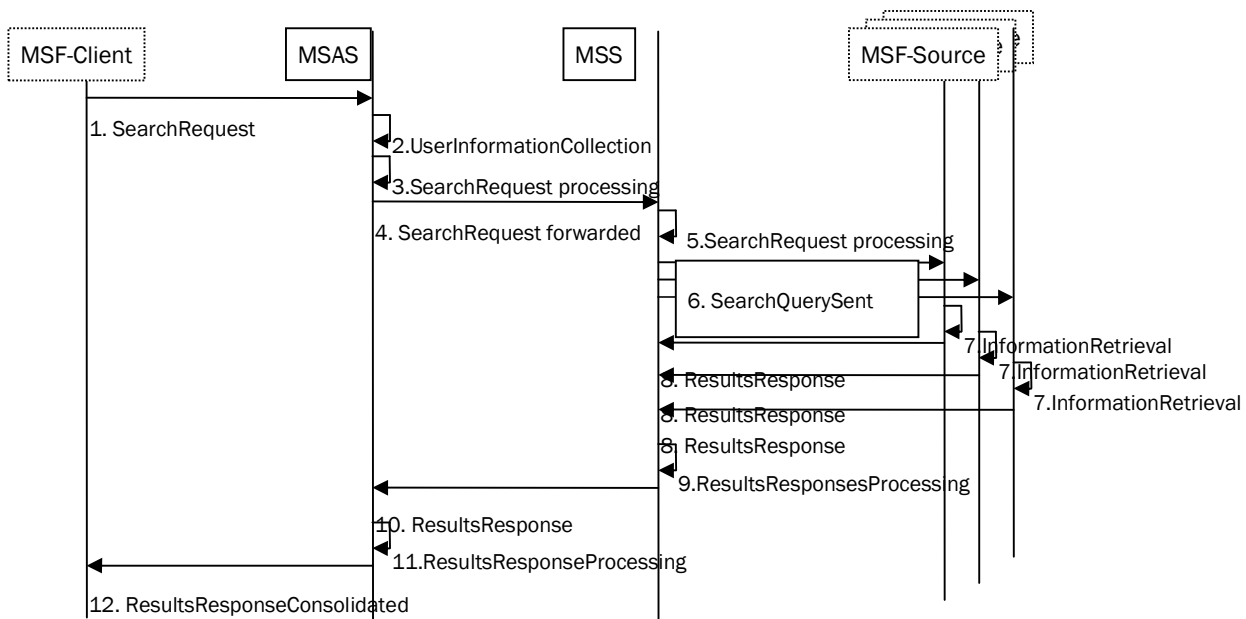 MSF-Client
MSAS
MSS
MSF-Source
1. SearchRequest
2.UserInformationCollection
3.SearchRequest processing
4. SearchRequest forwarded
5.SearchRequest processing
6. SearchQuerySent
7.InformationRetrieval
7.InformationRetrieval
8. ResultsResponse
7.InformationRetrieval
8. ResultsResponse
8. ResultsResponse
9.ResultsResponsesProcessing
10. ResultsResponse
11.ResultsResponseProcessing
12. ResultsResponseConsolidated